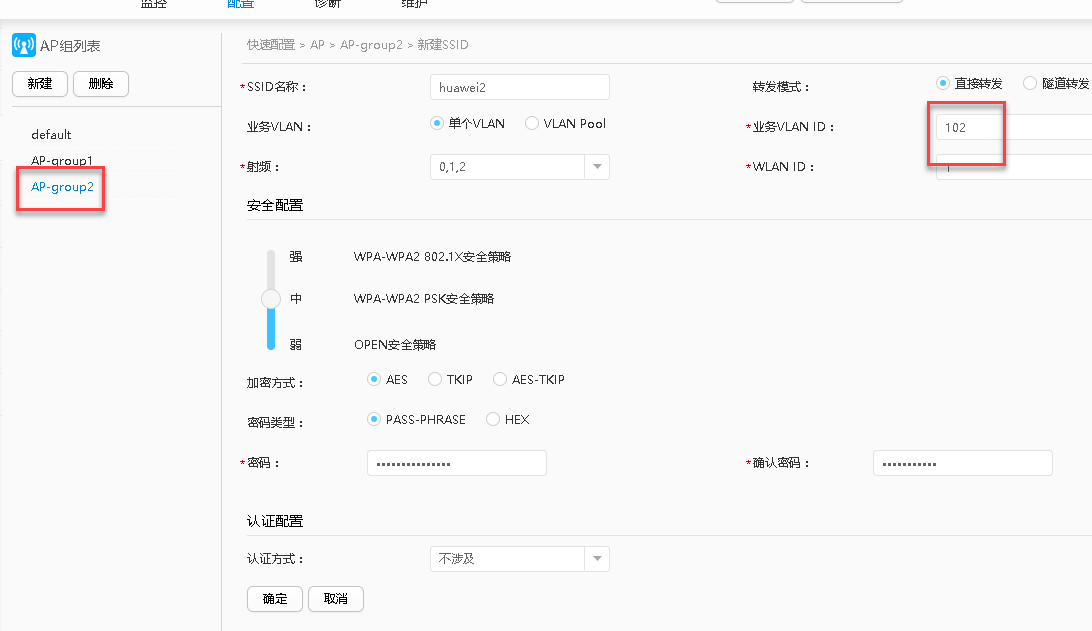 监控 配置 诊断 维护
AP组列表
快速配置 > AP > AP-group2 > 新建SSID
新建 删除
default
AP-group1
AP-group2
*SSID名称： huawei2 转发模式： 直接转发 隧道转发
业务VLAN： 单个VLAN VLAN Pool *业务VLAN ID： 102
*射频： 0,1,2 *WLAN ID：
安全配置
强 WPA-WPA2 802.1X安全策略
中 WPA-WPA2 PSK安全策略
弱 OPEN安全策略
加密方式： AES TKIP AES-TKIP
密码类型： PASS-PHRASE HEX
*密码： ••••••••••••••• *确认密码： •••••••••••
认证配置
认证方式： 不涉及
确定 取消